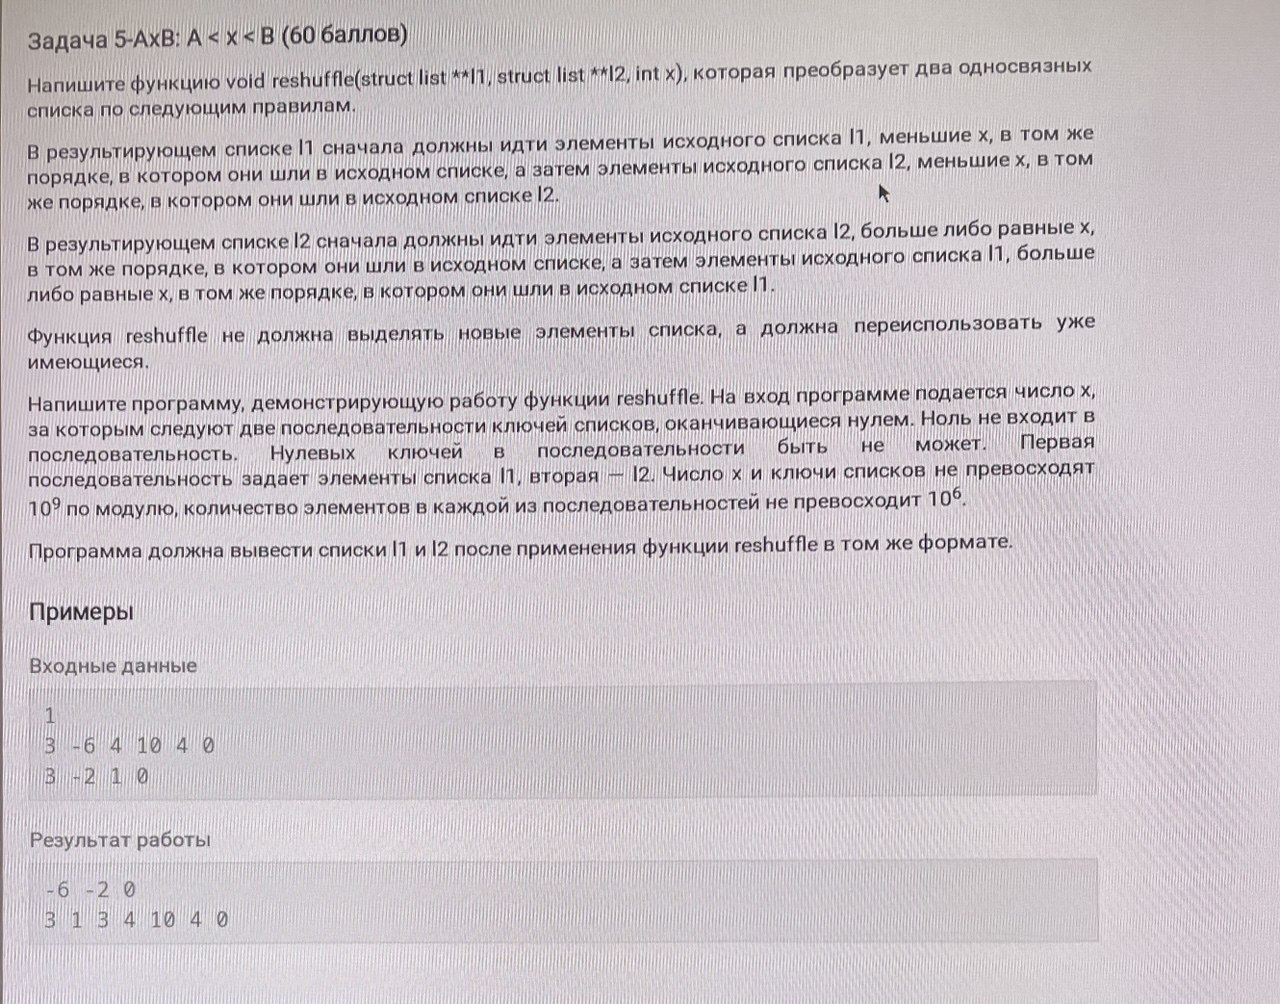 Задача 5-AxB: A < x < B (60 баллов)
Напишите функцию void reshuffle(struct list **l1, struct list **l2, int x), которая преобразует два односвязных
списка по следующим правилам.
В результирующем списке l1 сначала должны идти элементы исходного списка l1, меньшие x, в том же
порядке, в котором они шли в исходном списке, а затем элементы исходного списка l2, меньшие x, в том
же порядке, в котором они шли в исходном списке l2.
В результирующем списке l2 сначала должны идти элементы исходного списка l2, больше либо равные x,
в том же порядке, в котором они шли в исходном списке, а затем элементы исходного списка l1, больше
либо равные x, в том же порядке, в котором они шли в исходном списке l1.
Функция reshuffle не должна выделять новые элементы списка, а должна переиспользовать уже
имеющиеся.
Напишите программу, демонстрирующую работу функции reshuffle. На вход программе подается число x,
за которым следуют две последовательности ключей списков, оканчивающиеся нулем. Ноль не входит в
последовательность. Нулевых ключей в последовательности быть не может. Первая
последовательность задает элементы списка l1, вторая — l2. Число x и ключи списков не превосходят
10⁹ по модулю, количество элементов в каждой из последовательностей не превосходит 10⁶.
Программа должна вывести списки l1 и l2 после применения функции reshuffle в том же формате.
Примеры
Входные данные
1
3 -6 4 10 4 0
3 -2 1 0
Результат работы
-6 -2 0
3 1 3 4 10 4 0